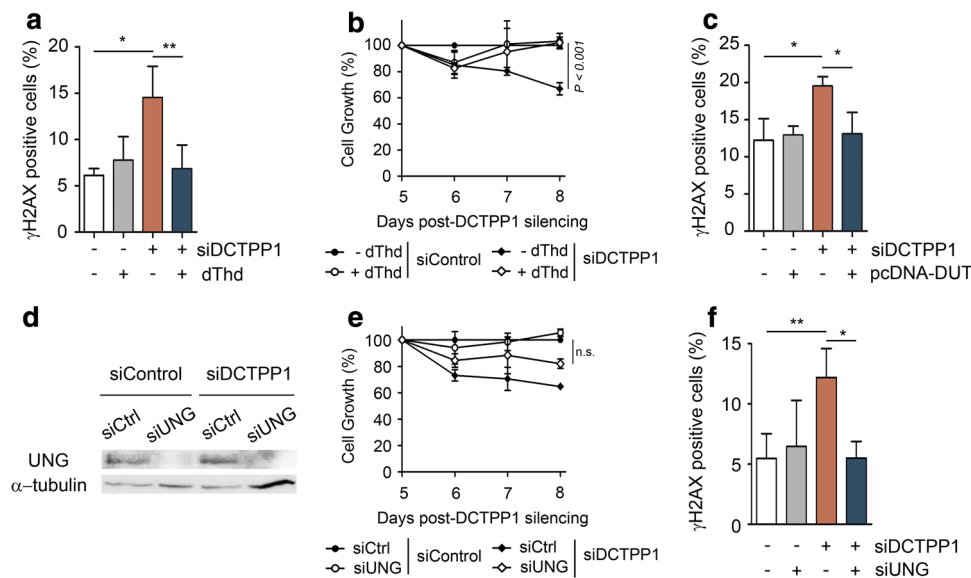 a
γH2AX positive cells (%)
20
15
10
5
0
*
**
- - + + siDCTPP1
- + - + dThd
b
Cell Growth (%)
100
80
60
40
20
0
P < 0.001
5 6 7 8
Days post-DCTPP1 silencing
- dThd
+ dThd
siControl
- dThd
+ dThd
siDCTPP1
c
γH2AX positive cells (%)
25
20
15
10
5
0
*
*
- - + + siDCTPP1
- + - + pcDNA-DUT
d
siControl siDCTPP1
siCtrl siUNG siCtrl siUNG
UNG
α-tubulin
e
Cell Growth (%)
100
80
60
40
20
0
n.s.
5 6 7 8
Days post-DCTPP1 silencing
siCtrl
siUNG
siControl
siCtrl
siUNG
siDCTPP1
f
γH2AX positive cells (%)
15
10
5
0
**
*
- - + + siDCTPP1
- + - + siUNG